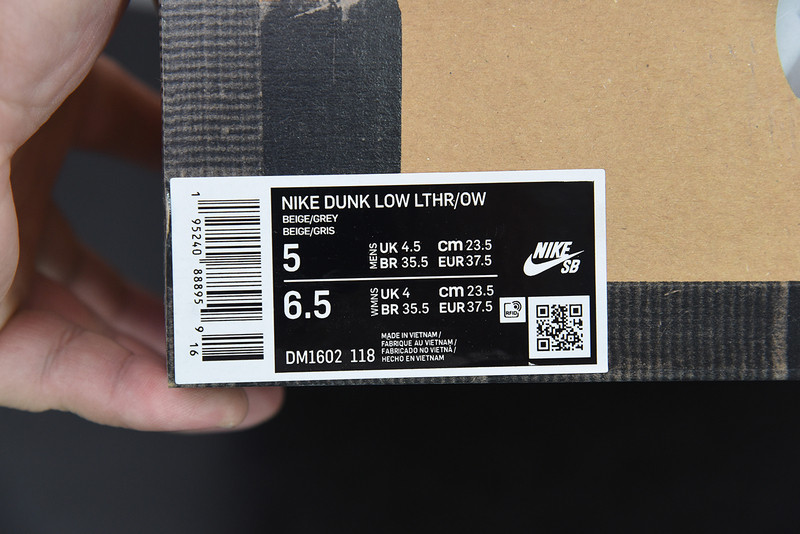 NIKE DUNK LOW LTHR/OW
BEIGE/GREY
BEIGE/GRIS
5 MENS UK 4.5 cm 23.5
BR 35.5 EUR 37.5
6.5 WMNS UK 4 cm 23.5
BR 35.5 EUR 37.5
DM1602 118
MADE IN VIETNAM /
FABRIQUE AU VIETNAM /
FABRICADO NO VIETNÃ /
HECHO EN VIETNAM
NIKE
SB
RFID
1 95240 88895 9 16